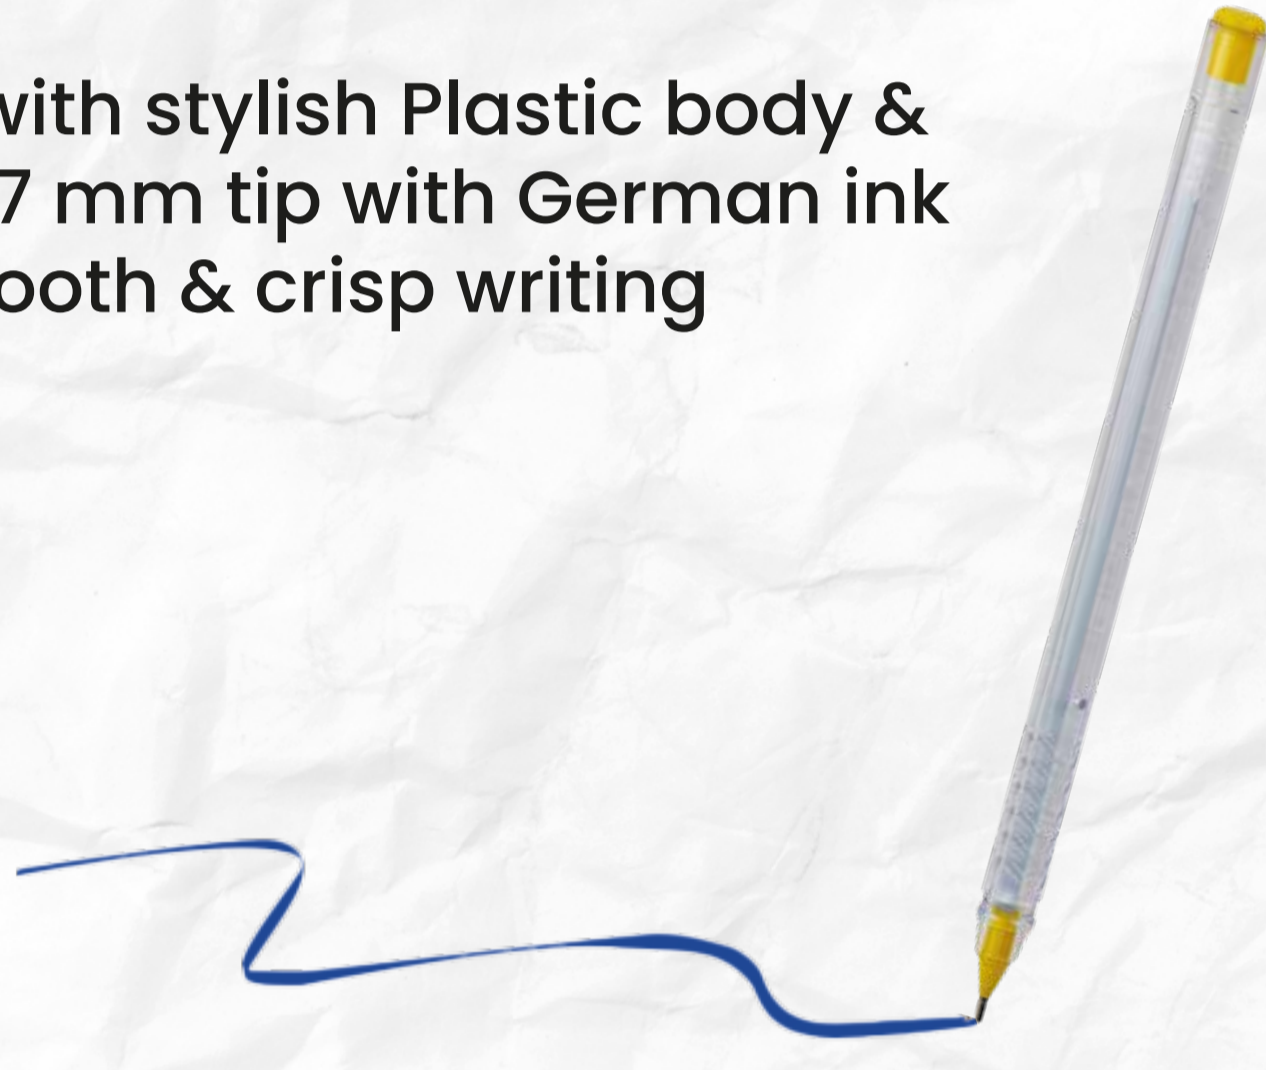 with stylish Plastic body &
7 mm tip with German ink
ooth & crisp writing